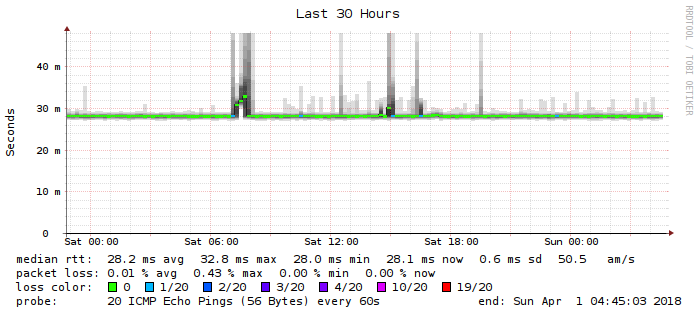 Last 30 Hours
RRDTOOL / TOBI OETIKER
Seconds
40 m
30 m
20 m
10 m
0
Sat 00:00 Sat 06:00 Sat 12:00 Sat 18:00 Sun 00:00
median rtt: 28.2 ms avg 32.8 ms max 28.0 ms min 28.1 ms now 0.6 ms sd 50.5 am/s
packet loss: 0.01 % avg 0.43 % max 0.00 % min 0.00 % now
loss color: 0 1/20 2/20 3/20 4/20 10/20 19/20
probe: 20 ICMP Echo Pings (56 Bytes) every 60s end: Sun Apr 1 04:45:03 2018